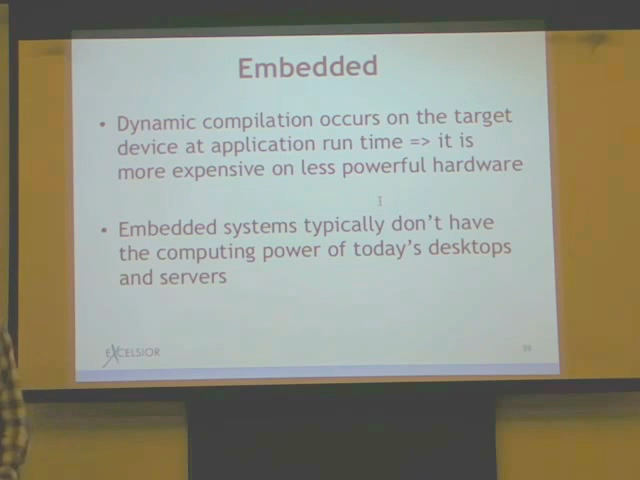 Embedded
• Dynamic compilation occurs on the target
device at application run time => it is
more expensive on less powerful hardware
• Embedded systems typically don't have
the computing power of today's desktops
and servers
EXCELSIOR